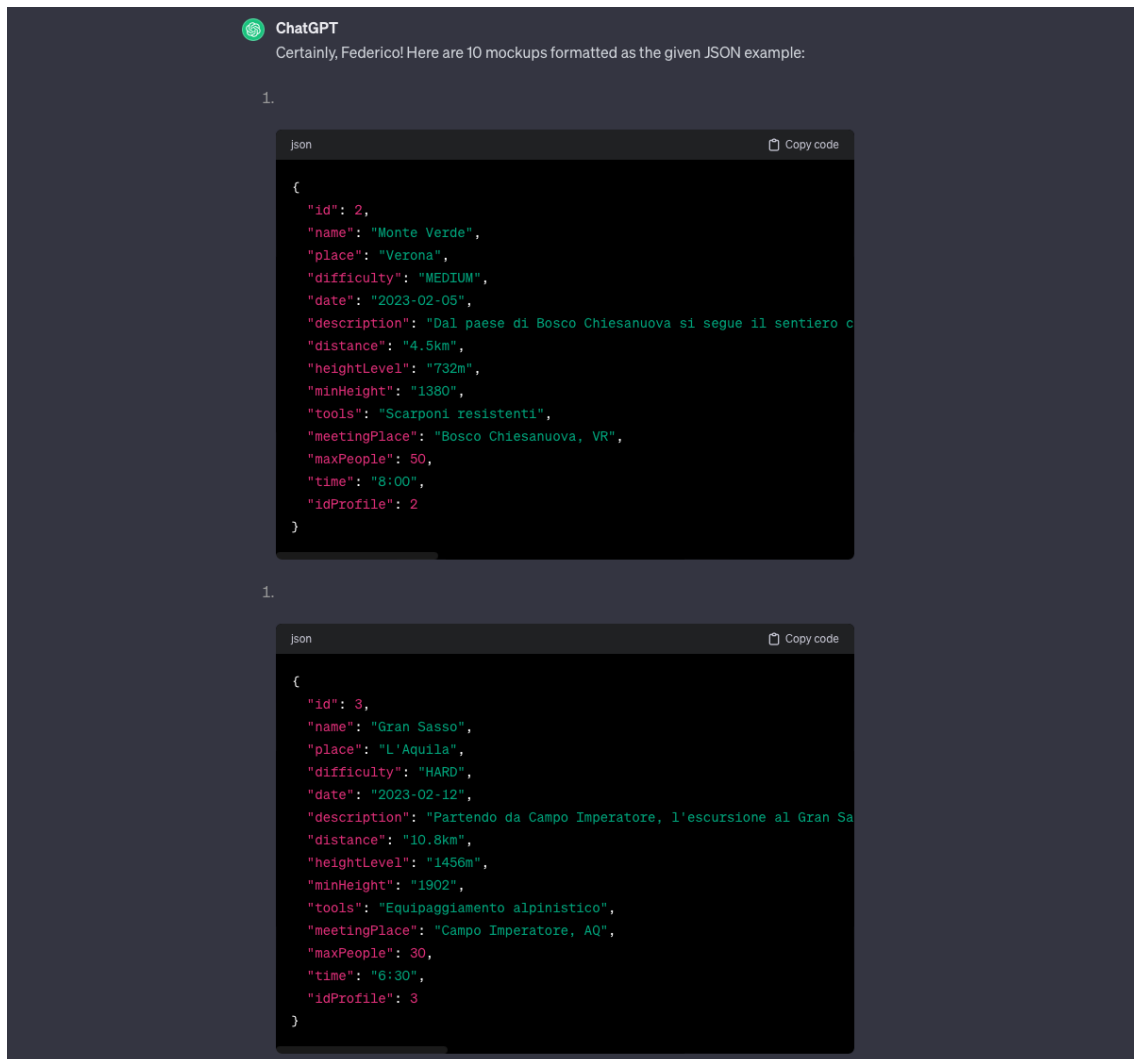 ChatGPT
Certainly, Federico! Here are 10 mockups formatted as the given JSON example:
1.
json Copy code
{
"id": 2,
"name": "Monte Verde",
"place": "Verona",
"difficulty": "MEDIUM",
"date": "2023-02-05",
"description": "Dal paese di Bosco Chiesanuova si segue il sentiero c
"distance": "4.5km",
"heightLevel": "732m",
"minHeight": "1380",
"tools": "Scarponi resistenti",
"meetingPlace": "Bosco Chiesanuova, VR",
"maxPeople": 50,
"time": "8:00",
"idProfile": 2
}
1.
json Copy code
{
"id": 3,
"name": "Gran Sasso",
"place": "L'Aquila",
"difficulty": "HARD",
"date": "2023-02-12",
"description": "Partendo da Campo Imperatore, l'escursione al Gran Sa
"distance": "10.8km",
"heightLevel": "1456m",
"minHeight": "1902",
"tools": "Equipaggiamento alpinistico",
"meetingPlace": "Campo Imperatore, AQ",
"maxPeople": 30,
"time": "6:30",
"idProfile": 3
}